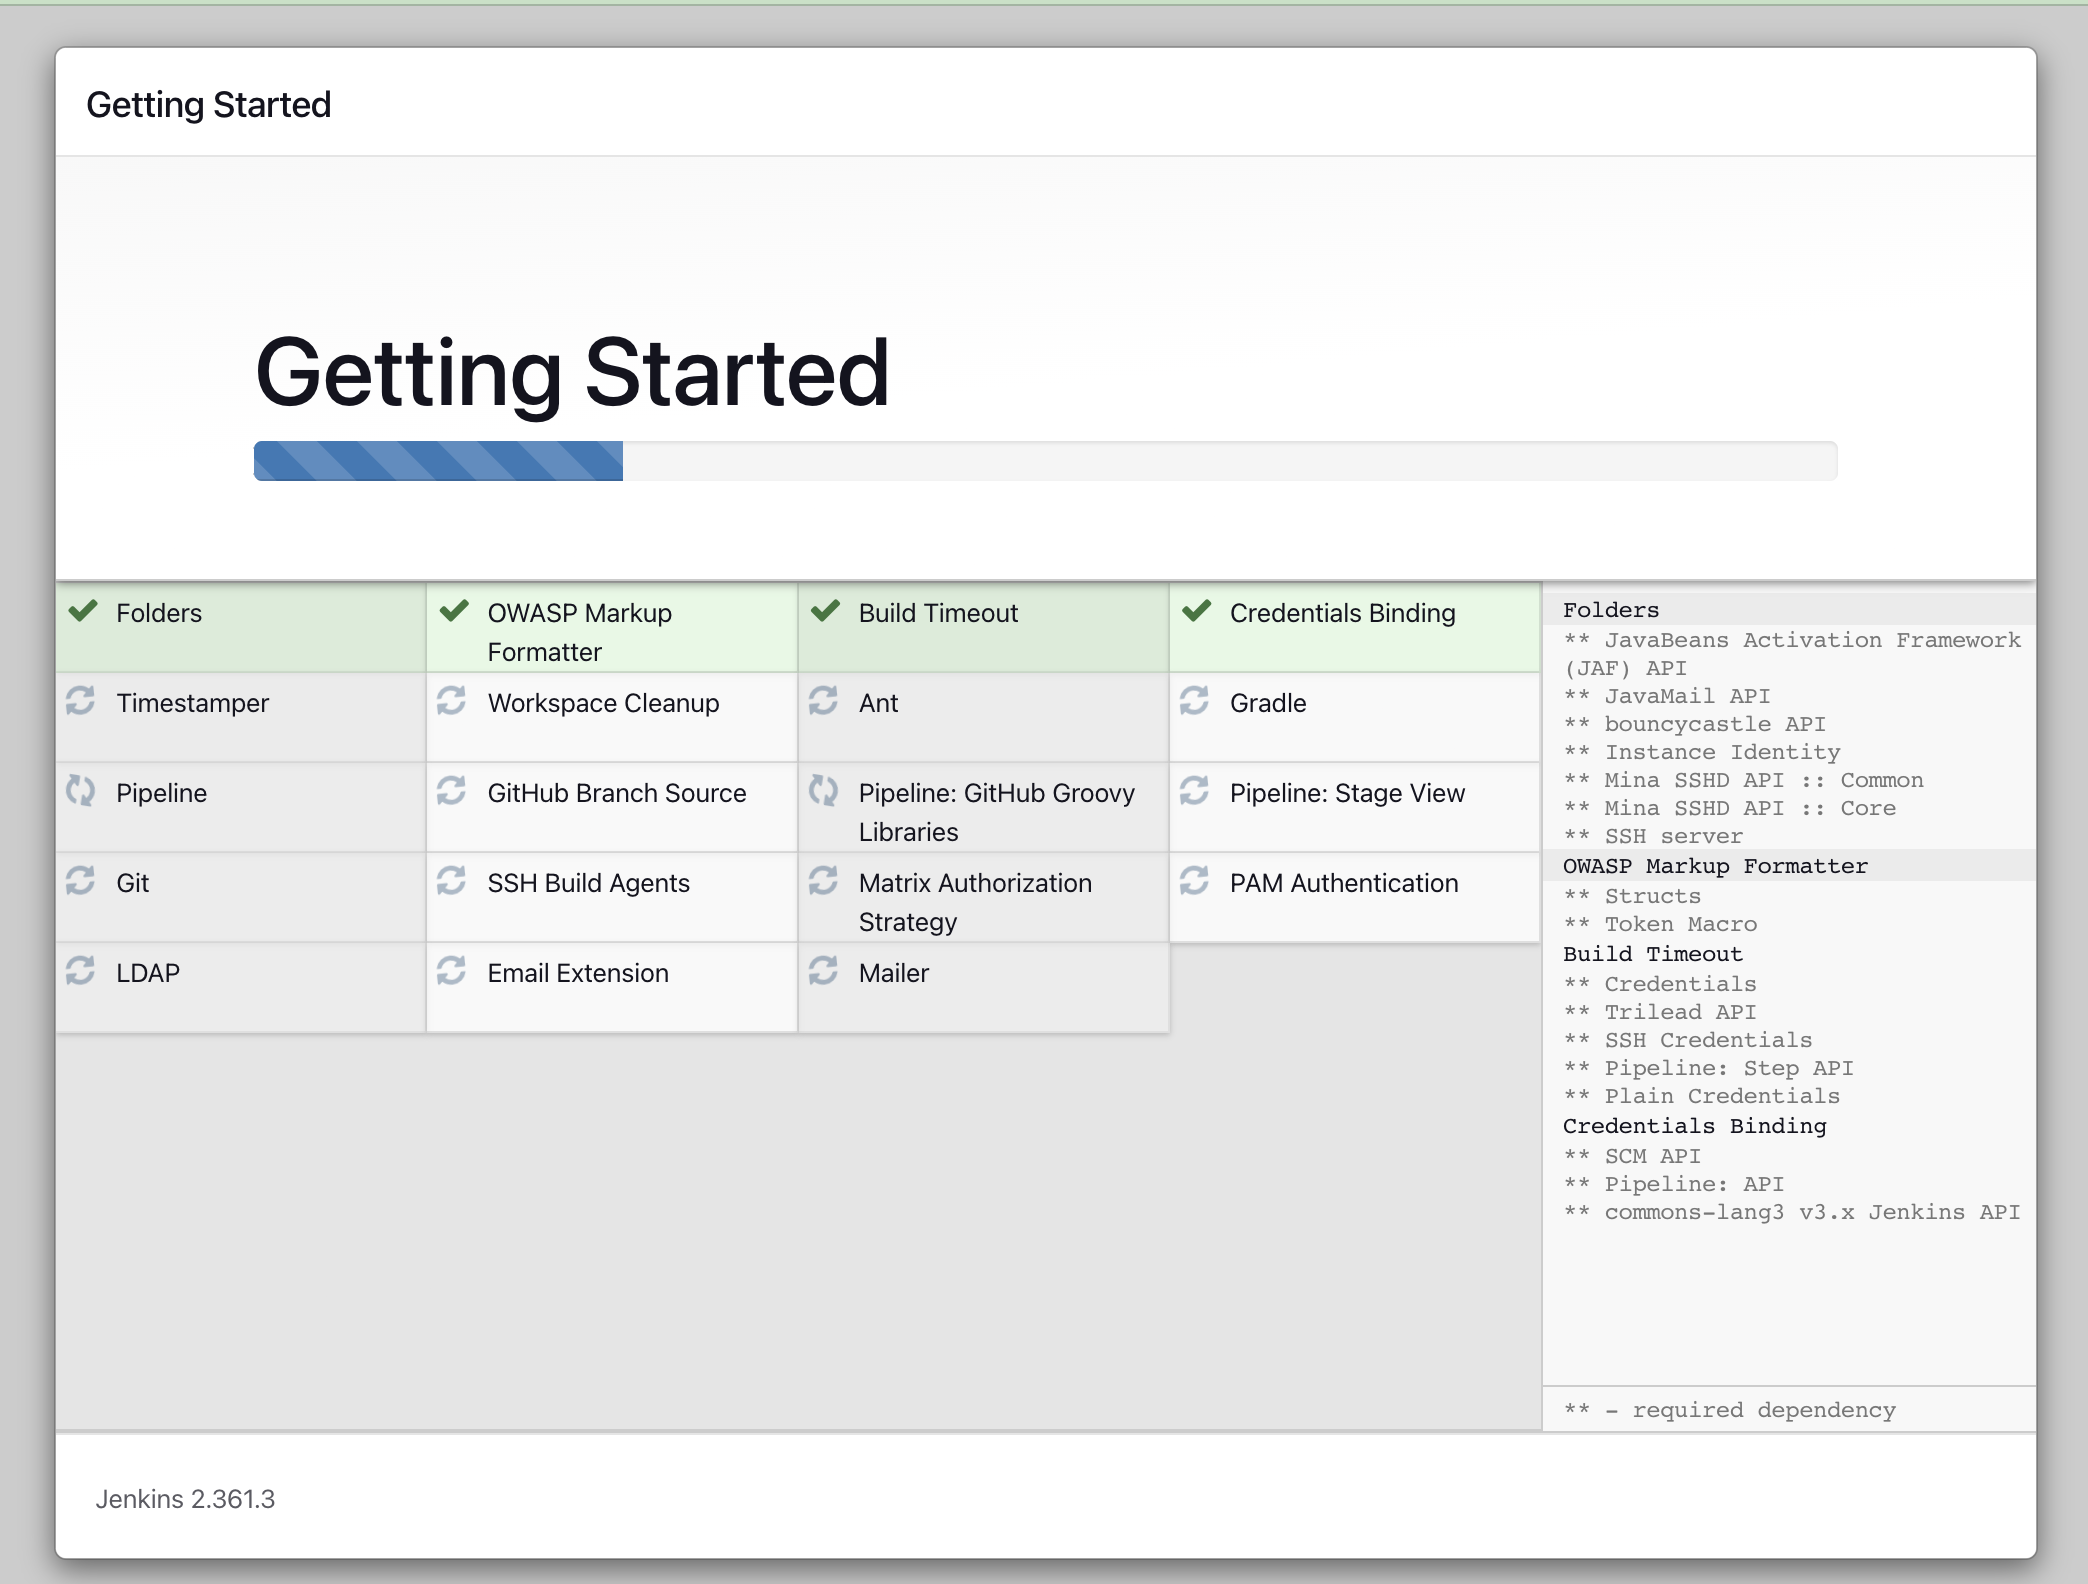 Getting Started
Getting Started
Folders
OWASP Markup
Formatter
Build Timeout
Credentials Binding
Timestamper
Workspace Cleanup
Ant
Gradle
Pipeline
GitHub Branch Source
Pipeline: GitHub Groovy
Libraries
Pipeline: Stage View
Git
SSH Build Agents
Matrix Authorization
Strategy
PAM Authentication
LDAP
Email Extension
Mailer
Folders
** JavaBeans Activation Framework
(JAF) API
** JavaMail API
** bouncycastle API
** Instance Identity
** Mina SSHD API :: Common
** Mina SSHD API :: Core
** SSH server
OWASP Markup Formatter
** Structs
** Token Macro
Build Timeout
** Credentials
** Trilead API
** SSH Credentials
** Pipeline: Step API
** Plain Credentials
Credentials Binding
** SCM API
** Pipeline: API
** commons-lang3 v3.x Jenkins API
** - required dependency
Jenkins 2.361.3